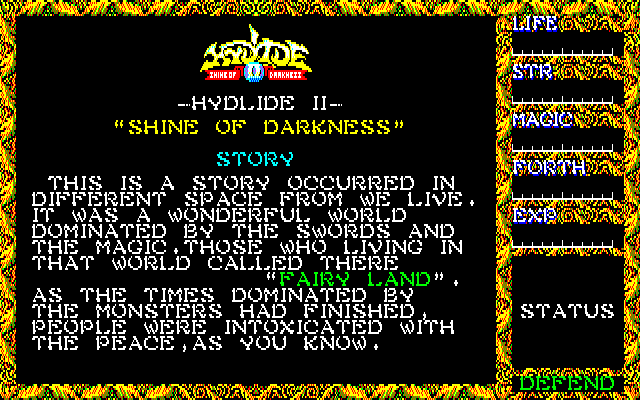 HYDLIDE
II
SHINE OF DARKNESS
-HYDLIDE II-
"SHINE OF DARKNESS"
STORY
THIS IS A STORY OCCURRED IN
DIFFERENT SPACE FROM WE LIVE.
IT WAS A WONDERFUL WORLD
DOMINATED BY THE SWORDS AND
THE MAGIC.THOSE WHO LIVING IN
THAT WORLD CALLED THERE
"FAIRY LAND".
AS THE TIMES DOMINATED BY
THE MONSTERS HAD FINISHED,
PEOPLE WERE INTOXICATED WITH
THE PEACE,AS YOU KNOW.
LIFE
STR
MAGIC
FORTH
EXP
STATUS
DEFEND